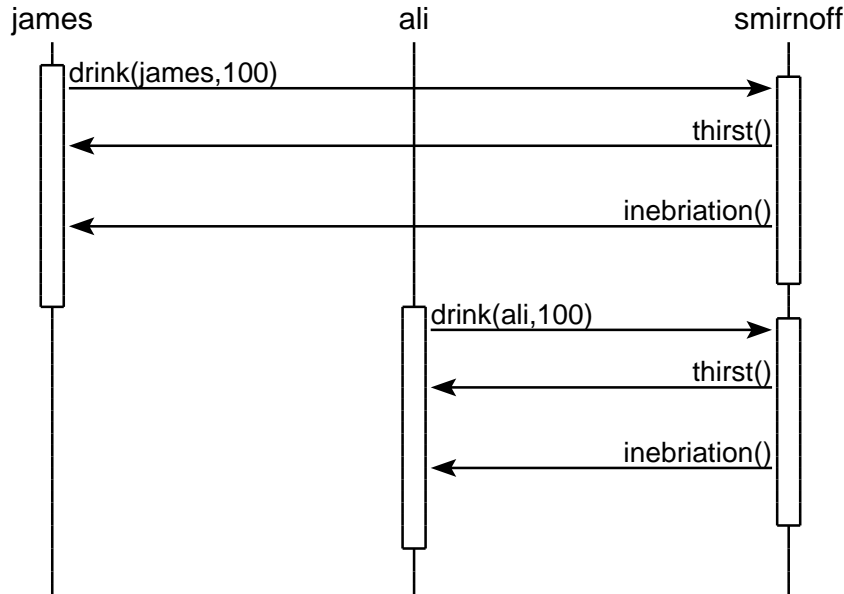 james ali smirnoff
drink(james,100)
thirst()
inebriation()
drink(ali,100)
thirst()
inebriation()